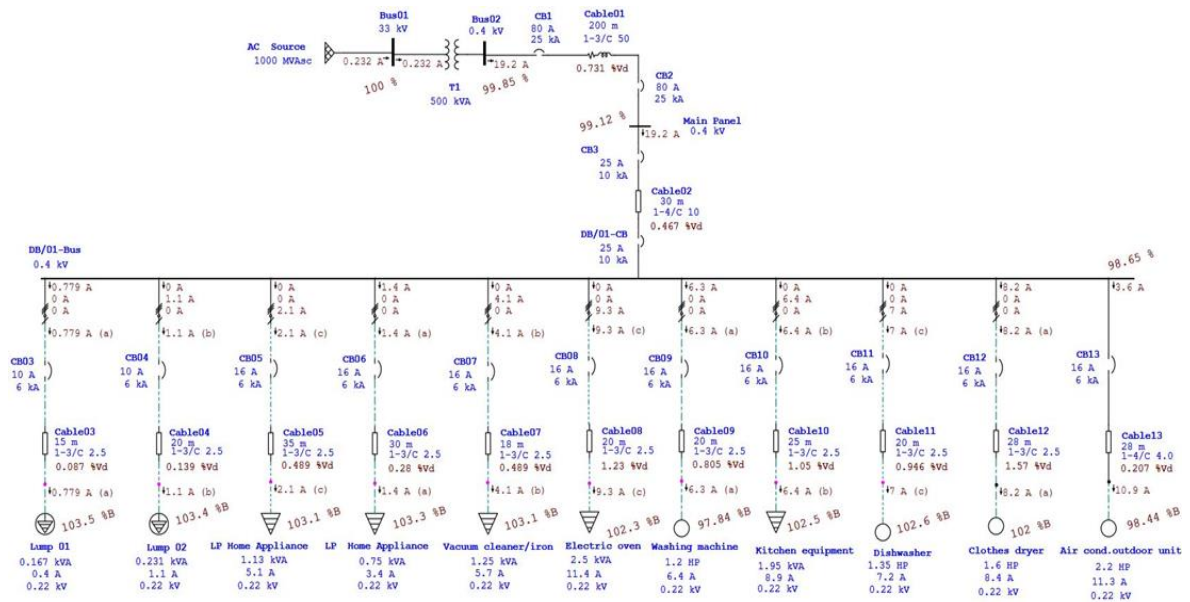 Bus01
33 kV
Bus02
0.4 kV
CB1
80 A
25 kA
Cable01
200 m
1-3/C 50
AC Source
1000 MVAsc
0.232 A
0.232 A
19.2 A
0.731 %Vd
100 %
T1
500 kVA
99.85 %
CB2
80 A
25 kA
99.12 %
Main Panel
0.4 kV
19.2 A
CB3
25 A
10 kA
Cable02
30 m
1-4/C 10
0.467 %Vd
DB/01-CB
25 A
10 kA
DB/01-Bus
0.4 kV
98.65 %
0.779 A
0 A
0 A
0.779 A (a)
0 A
1.1 A
0 A
1.1 A (b)
0 A
0 A
2.1 A
2.1 A (c)
1.4 A
0 A
0 A
1.4 A (a)
0 A
4.1 A
0 A
4.1 A (b)
0 A
0 A
9.3 A
9.3 A (c)
6.3 A
0 A
0 A
6.3 A (a)
0 A
6.4 A
0 A
6.4 A (b)
0 A
0 A
7 A
7 A (c)
8.2 A
0 A
0 A
8.2 A (a)
3.6 A
CB03
10 A
6 kA
CB04
10 A
6 kA
CB05
16 A
6 kA
CB06
16 A
6 kA
CB07
16 A
6 kA
CB08
16 A
6 kA
CB09
16 A
6 kA
CB10
16 A
6 kA
CB11
16 A
6 kA
CB12
16 A
6 kA
CB13
16 A
6 kA
Cable03
15 m
1-3/C 2.5
0.087 %Vd
Cable04
20 m
1-3/C 2.5
0.139 %Vd
Cable05
35 m
1-3/C 2.5
0.489 %Vd
Cable06
30 m
1-3/C 2.5
0.28 %Vd
Cable07
18 m
1-3/C 2.5
0.489 %Vd
Cable08
20 m
1-3/C 2.5
1.23 %Vd
Cable09
20 m
1-3/C 2.5
0.805 %Vd
Cable10
25 m
1-3/C 2.5
1.05 %Vd
Cable11
20 m
1-3/C 2.5
0.946 %Vd
Cable12
28 m
1-3/C 2.5
1.57 %Vd
Cable13
28 m
1-4/C 4.0
0.207 %Vd
0.779 A (a)
1.1 A (b)
2.1 A (c)
1.4 A (a)
4.1 A (b)
9.3 A (c)
6.3 A (a)
6.4 A (b)
7 A (c)
8.2 A (a)
10.9 A
103.5 %B
103.4 %B
103.1 %B
103.3 %B
103.1 %B
102.3 %B
97.84 %B
102.5 %B
102.6 %B
102 %B
98.44 %B
Lump 01
0.167 kVA
0.4 A
0.22 kV
Lump 02
0.231 kVA
1.1 A
0.22 kV
LP Home Appliance
1.13 kVA
5.1 A
0.22 kV
LP Home Appliance
0.75 kVA
3.4 A
0.22 kV
Vacuum cleaner/iron
1.25 kVA
5.7 A
0.22 kV
Electric oven
2.5 kVA
11.4 A
0.22 kV
Washing machine
1.2 HP
6.4 A
0.22 kV
Kitchen equipment
1.95 kVA
8.9 A
0.22 kV
Dishwasher
1.35 HP
7.2 A
0.22 kV
Clothes dryer
1.6 HP
8.4 A
0.22 kV
Air cond.outdoor unit
2.2 HP
11.3 A
0.22 kV